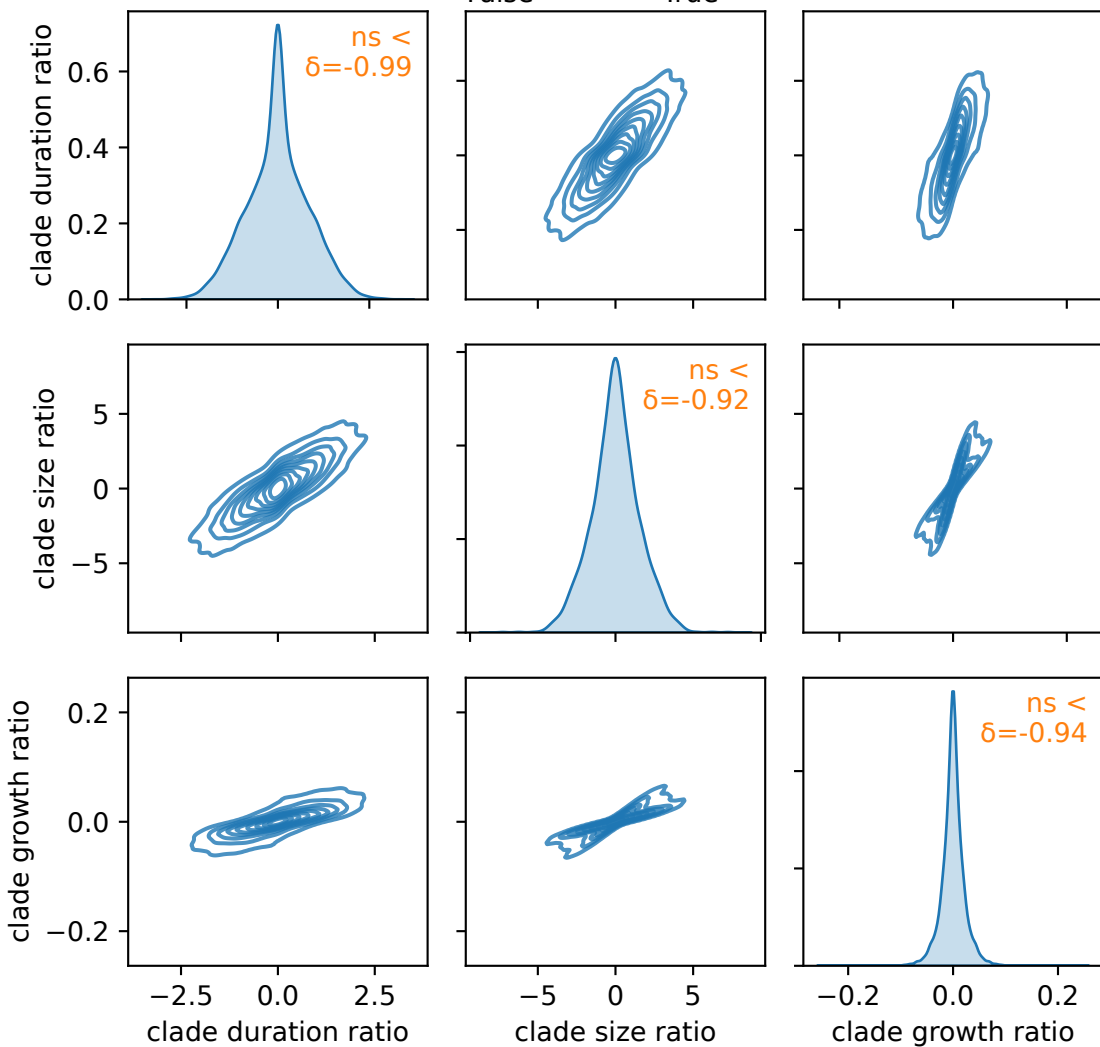 clade duration ratio
0.6
0.4
0.2
0.0
ns <
δ=-0.99
clade size ratio
5
0
−5
ns <
δ=-0.92
clade growth ratio
0.2
0.0
−0.2
ns <
δ=-0.94
−2.5 0.0 2.5
−5 0 5
−0.2 0.0 0.2
clade duration ratio
clade size ratio
clade growth ratio